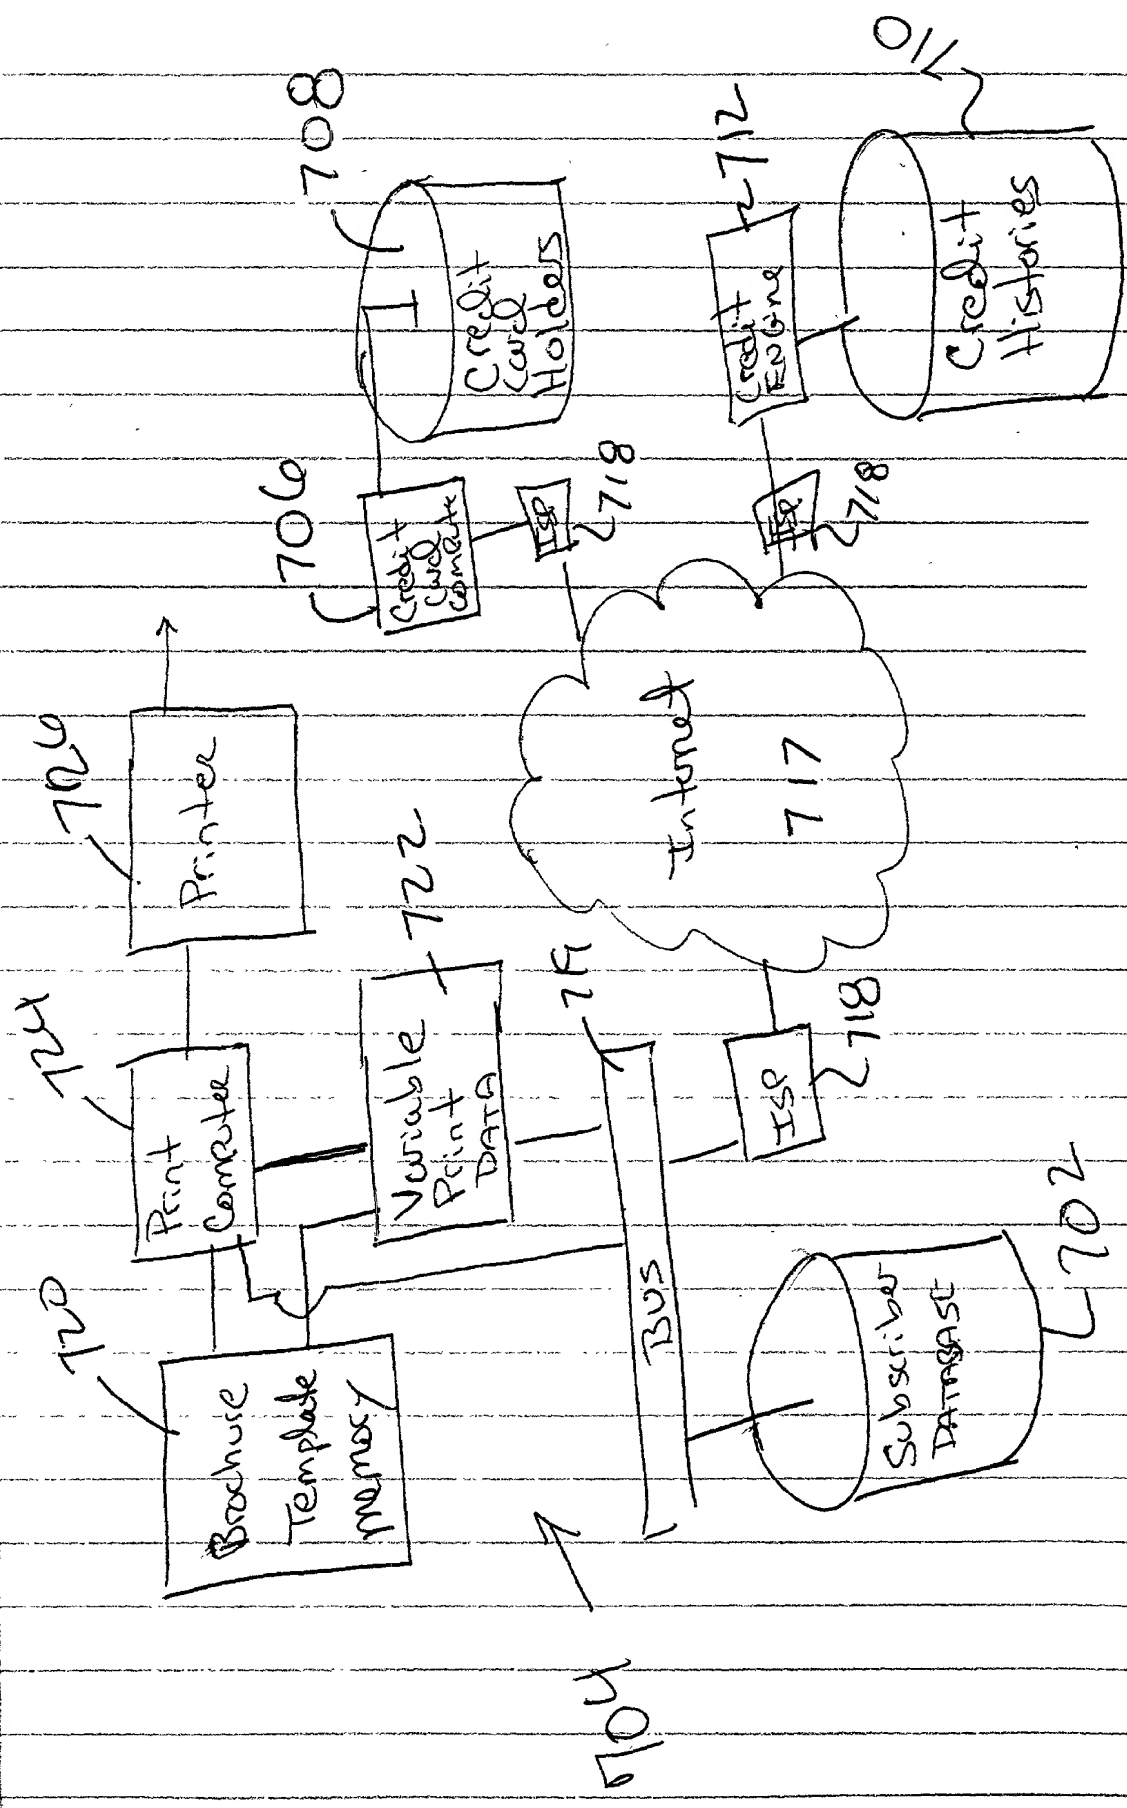 720
Brochure
Template
memory
724
Print
Computer
726
Printer
Variable
Print
DATA
722
706
Credit
Card
Computer
708
Credit
Card
Holders
ISP
718
704
BUS
Internet
717
ISP
718
ISP
718
Credit
ENGine
712
Subscriber
DATABASE
702
Credit
Histories
710